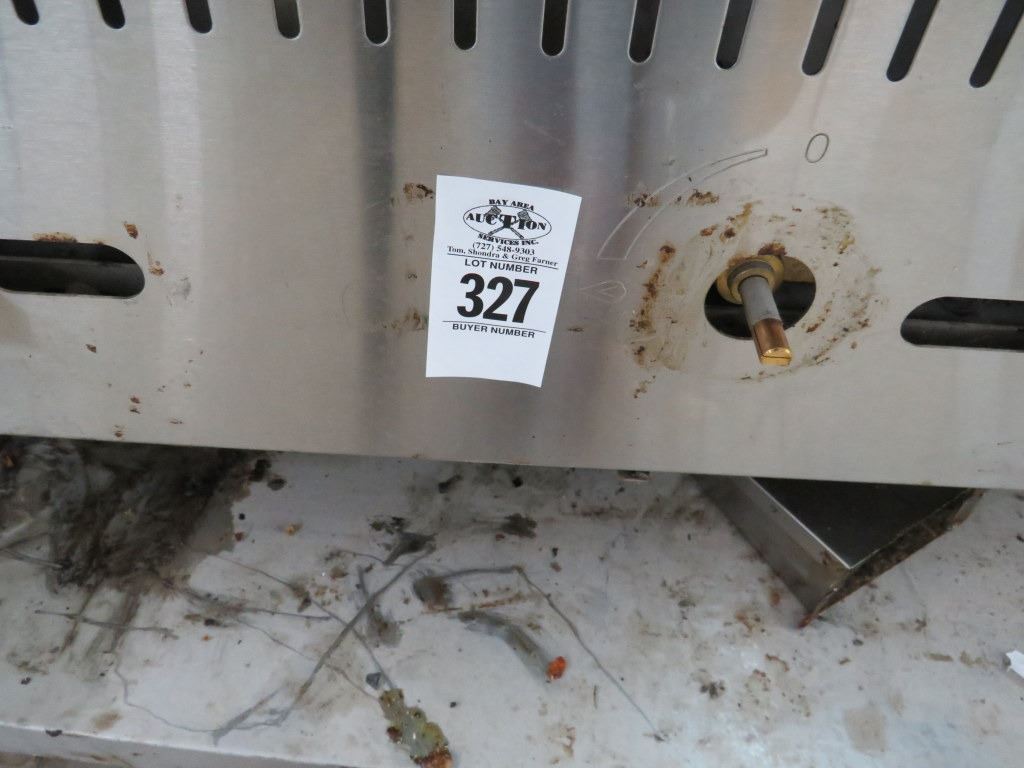 BAY AREA
AUCTION
SERVICES INC.
(727) 548-9303
Tom, Shondra & Greg Farner
LOT NUMBER
327
BUYER NUMBER
0